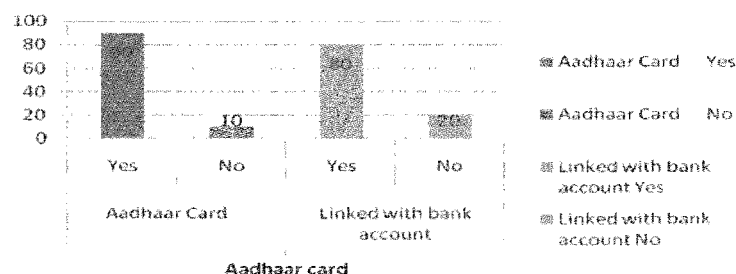 100
80
60
40
20
0
10
80
20
Yes No Yes No
Aadhaar Card Linked with bank account
Aadhaar card
Aadhaar Card Yes
Aadhaar Card No
Linked with bank
account Yes
Linked with bank
account No